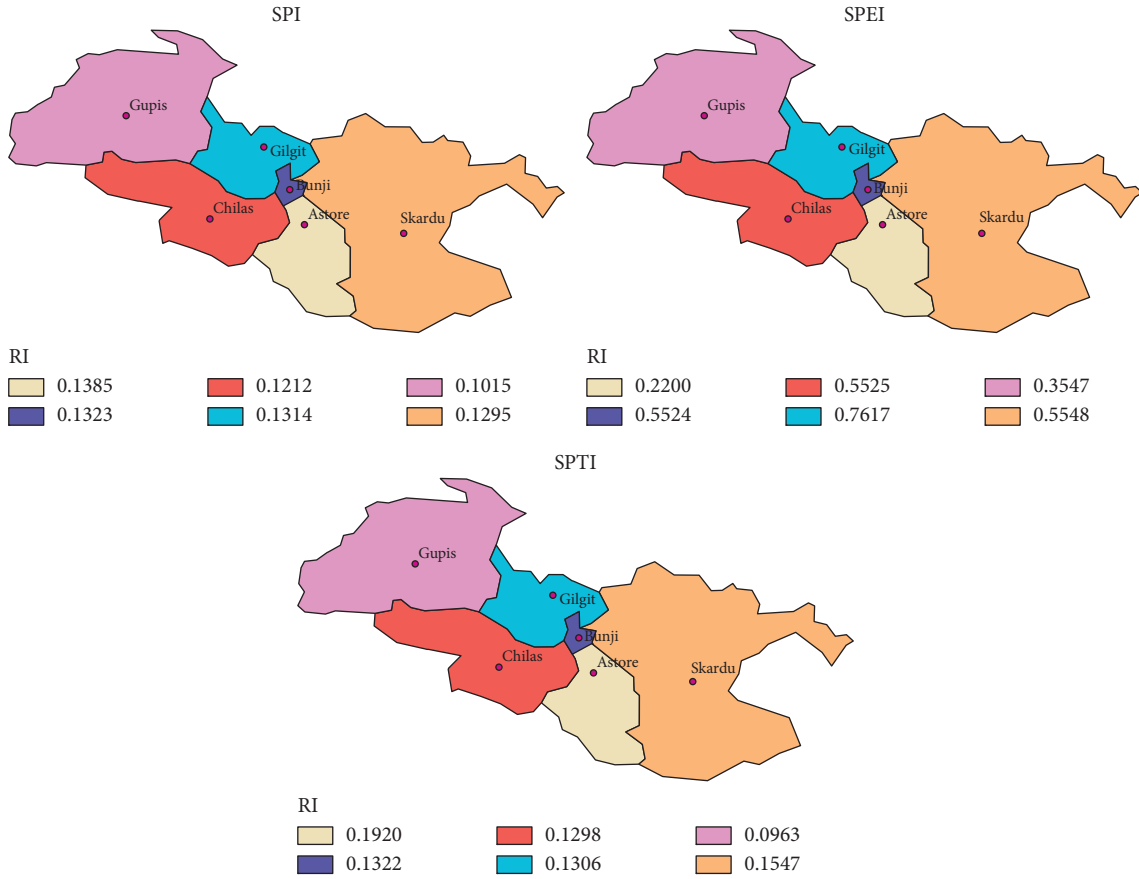 SPI
Gupis
Gilgit
Bunji
Chilas
Astore
Skardu
RI
0.1385 0.1212 0.1015
0.1323 0.1314 0.1295
SPEI
Gupis
Gilgit
Bunji
Chilas
Astore
Skardu
RI
0.2200 0.5525 0.3547
0.5524 0.7617 0.5548
SPTI
Gupis
Gilgit
Bunji
Chilas
Astore
Skardu
RI
0.1920 0.1298 0.0963
0.1322 0.1306 0.1547